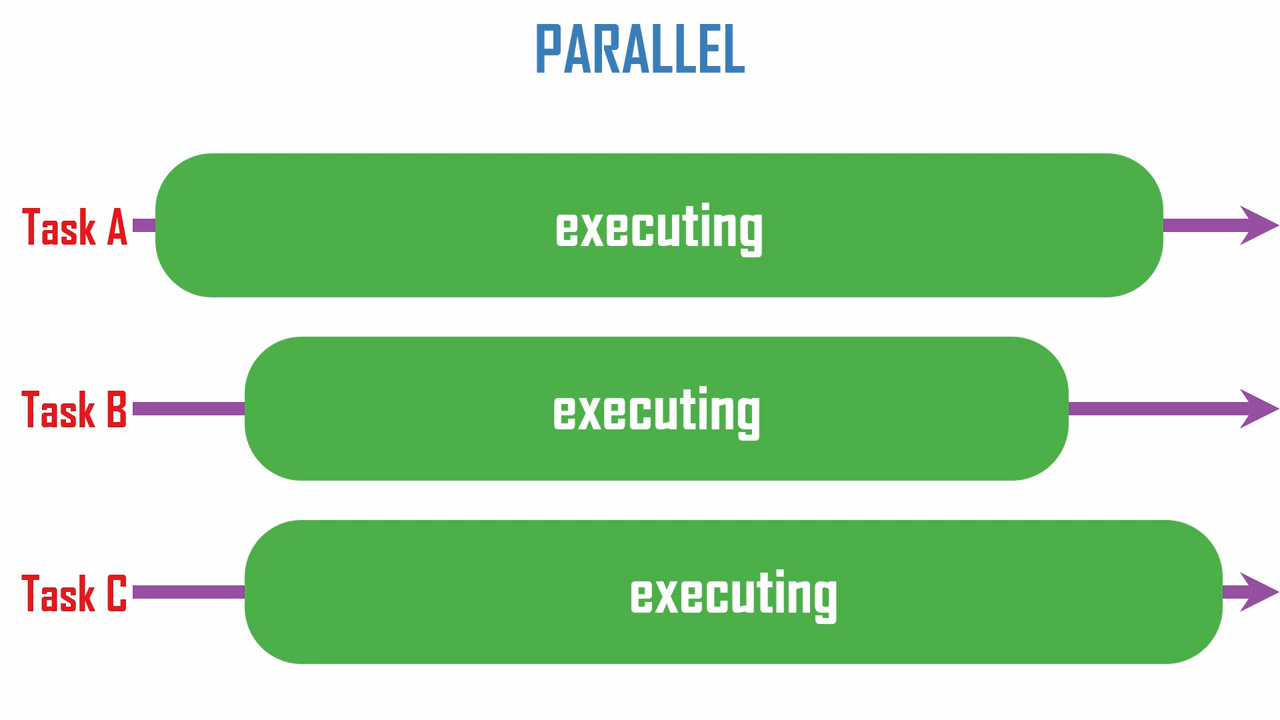 PARALLEL
Task A executing
Task B executing
Task C executing